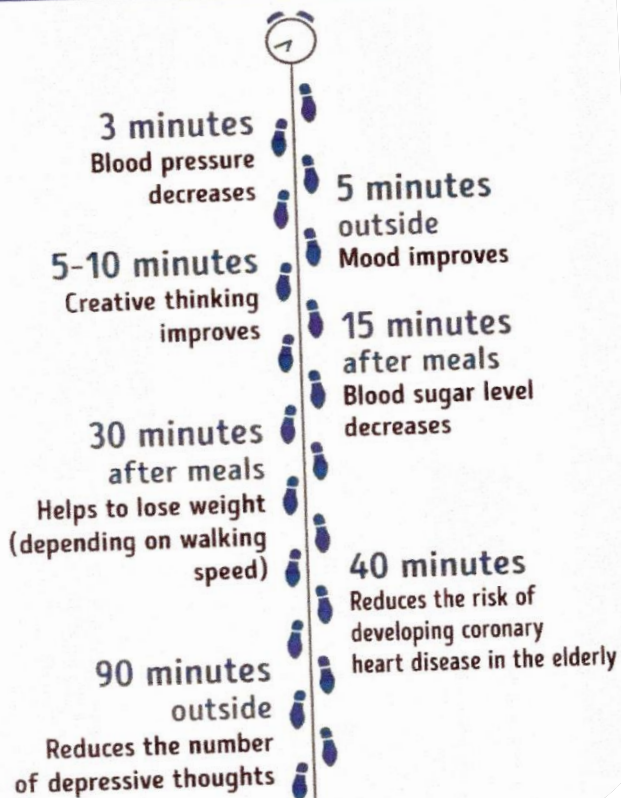 3 minutes
Blood pressure
decreases
5 minutes
outside
Mood improves
5-10 minutes
Creative thinking
improves
15 minutes
after meals
Blood sugar level
decreases
30 minutes
after meals
Helps to lose weight
(depending on walking
speed)
40 minutes
Reduces the risk of
developing coronary
heart disease in the elderly
90 minutes
outside
Reduces the number
of depressive thoughts